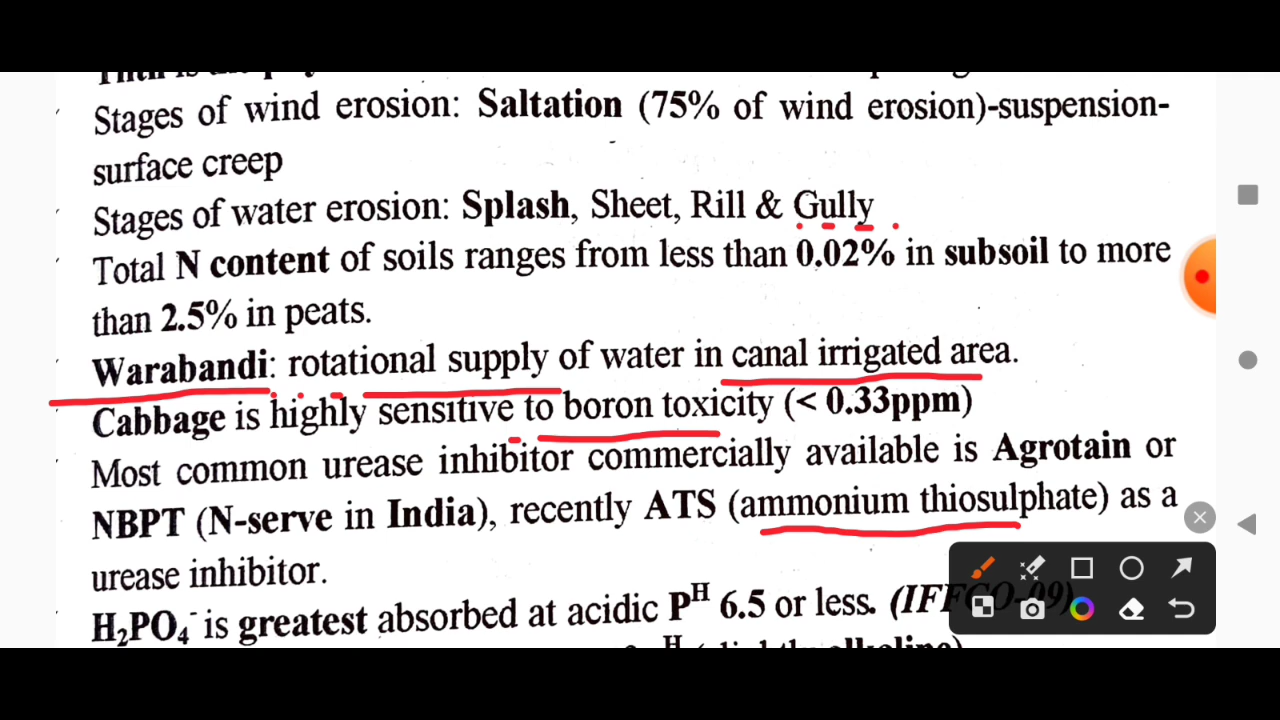 Stages of wind erosion: Saltation (75% of wind erosion)-suspension-
surface creep
Stages of water erosion: Splash, Sheet, Rill & Gully
Total N content of soils ranges from less than 0.02% in subsoil to more
than 2.5% in peats.
Warabandi: rotational supply of water in canal irrigated area.
Cabbage is highly sensitive to boron toxicity (< 0.33ppm)
Most common urease inhibitor commercially available is Agrotain or
NBPT (N-serve in India), recently ATS (ammonium thiosulphate) as a
urease inhibitor.
H₂PO₄⁻ is greatest absorbed at acidic Pᴴ 6.5 or less. (IFFCO-09)